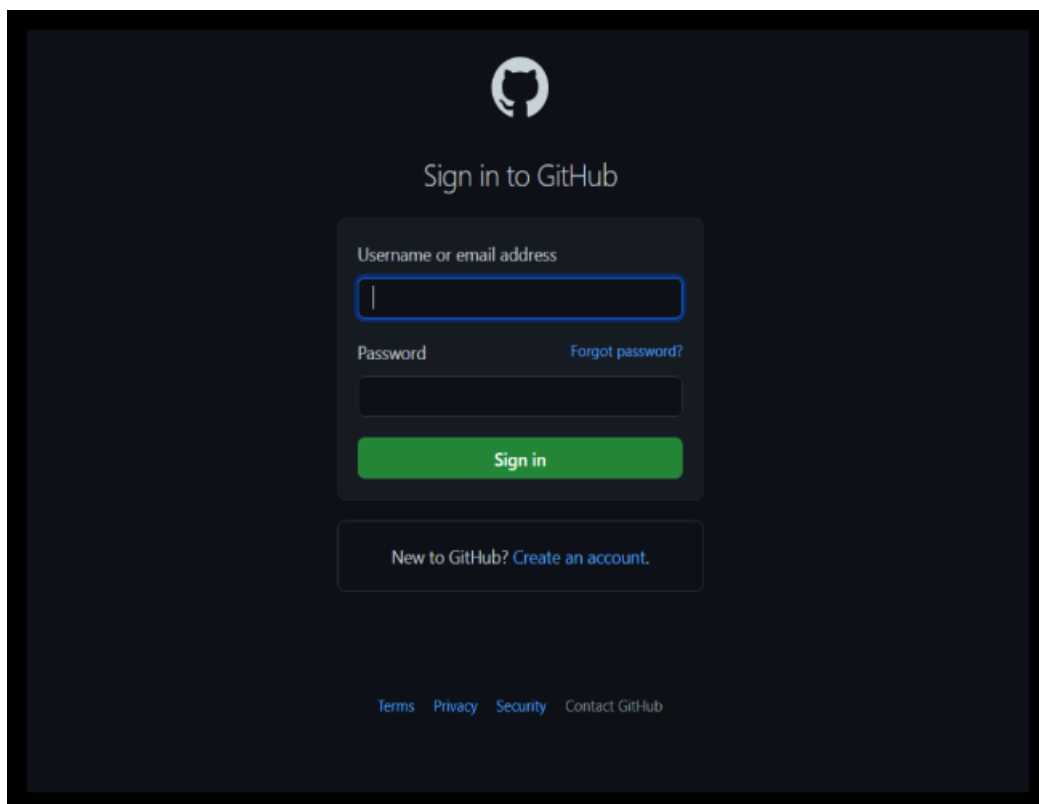 Sign in to GitHub
Username or email address
Password Forgot password?
Sign in
New to GitHub? Create an account.
Terms Privacy Security Contact GitHub